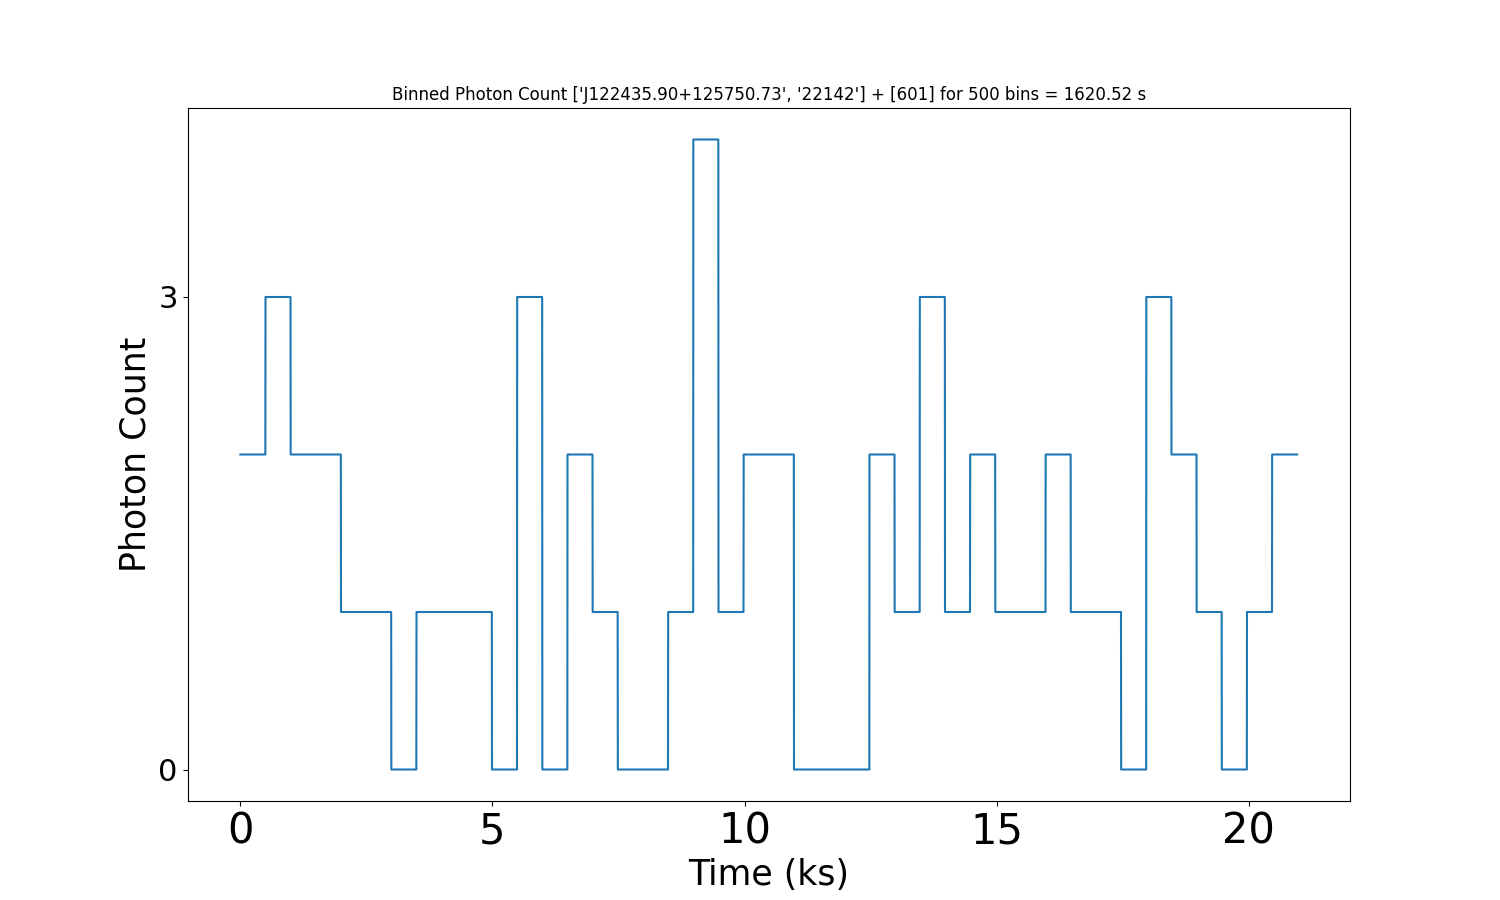 Binned Photon Count ['J122435.90+125750.73', '22142'] + [601] for 500 bins = 1620.52 s
3
0
Photon Count
0 5 10 15 20
Time (ks)